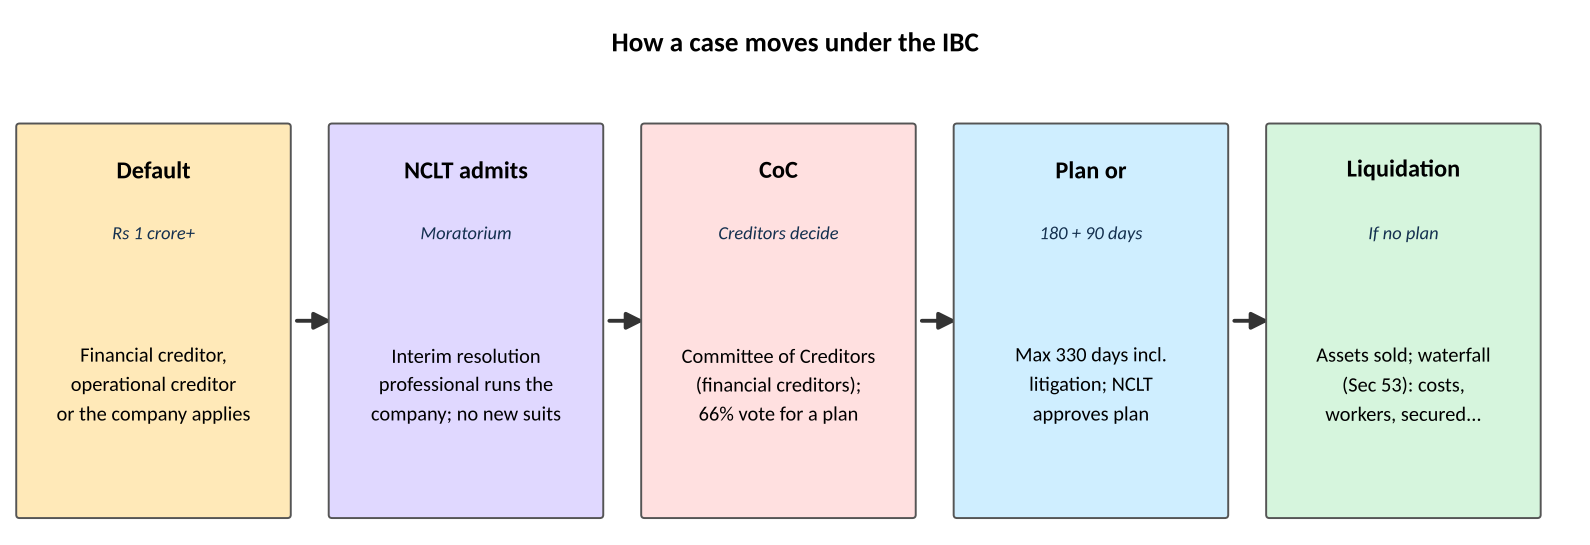 How a case moves under the IBC
Default
Rs 1 crore+
Financial creditor,
operational creditor
or the company applies
NCLT admits
Moratorium
Interim resolution
professional runs the
company; no new suits
CoC
Creditors decide
Committee of Creditors
(financial creditors);
66% vote for a plan
Plan or
180 + 90 days
Max 330 days incl.
litigation; NCLT
approves plan
Liquidation
If no plan
Assets sold; waterfall
(Sec 53): costs,
workers, secured...